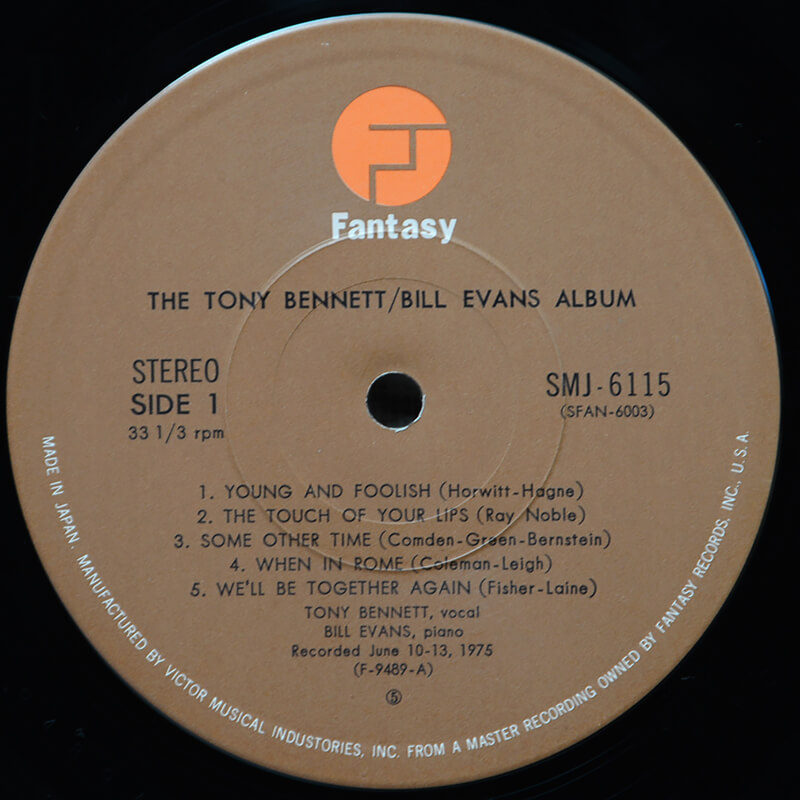 Fantasy
THE TONY BENNETT/BILL EVANS ALBUM
STEREO
SIDE 1
33 1/3 rpm
SMJ-6115
(SFAN-6003)
1. YOUNG AND FOOLISH (Horwitt-Hagne)
2. THE TOUCH OF YOUR LIPS (Ray Noble)
3. SOME OTHER TIME (Comden-Green-Bernstein)
4. WHEN IN ROME (Coleman-Leigh)
5. WE'LL BE TOGETHER AGAIN (Fisher-Laine)
TONY BENNETT, vocal
BILL EVANS, piano
Recorded June 10-13, 1975
(F-9489-A)
⑤
MADE IN JAPAN. MANUFACTURED BY VICTOR MUSICAL INDUSTORIES, INC. FROM A MASTER RECORDING OWNED BY FANTASY RECORDS, INC., U.S.A.